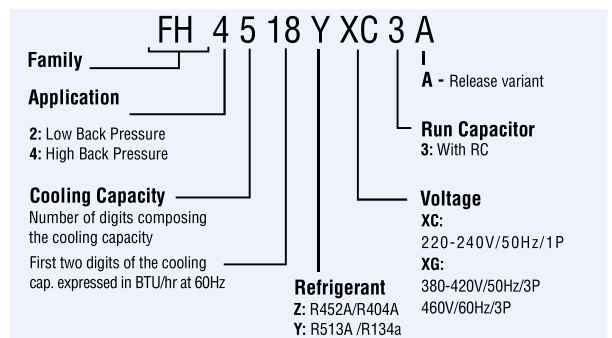 FH 4 5 18 Y XC 3 A
Family
A - Release variant
Application
2: Low Back Pressure
4: High Back Pressure
Run Capacitor
3: With RC
Cooling Capacity
Number of digits composing
the cooling capacity
First two digits of the cooling
cap. expressed in BTU/hr at 60Hz
Voltage
XC:
220-240V/50Hz/1P
XG:
380-420V/50Hz/3P
460V/60Hz/3P
Refrigerant
Z: R452A/R404A
Y: R513A /R134a